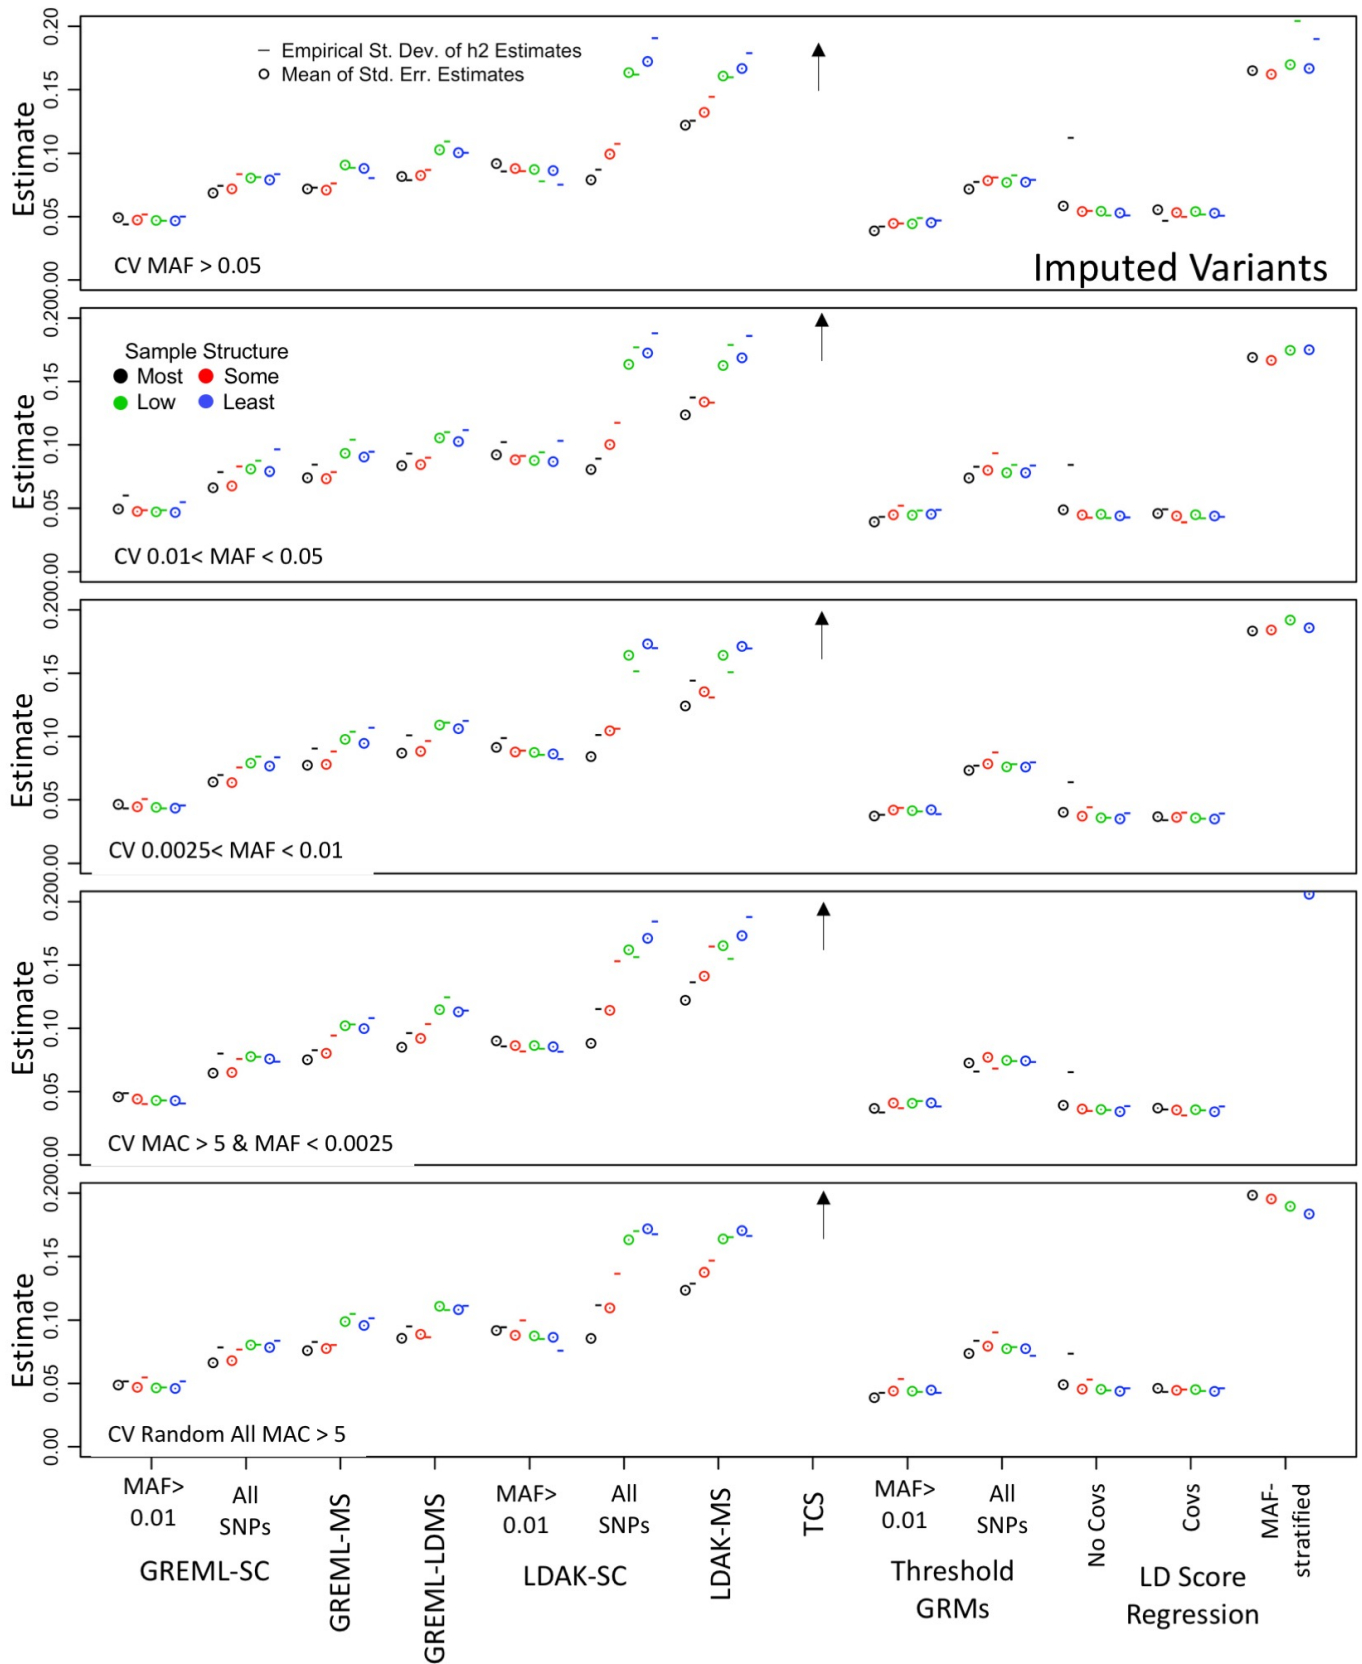 0.20
— Empirical St. Dev. of h2 Estimates
Mean of Std. Err. Estimates
0.15
Estimate
0.10
0.05
CV MAF > 0.05
Imputed Variants
0.00
0.20
Sample Structure
Most Some
Low Least
0.15
Estimate
0.10
0.05
CV 0.01< MAF < 0.05
0.00
0.20
0.15
Estimate
0.10
0.05
CV 0.0025< MAF < 0.01
0.00
0.20
0.15
Estimate
0.10
0.05
CV MAC > 5 & MAF < 0.0025
0.00
0.20
0.15
Estimate
0.10
0.05
CV Random All MAC > 5
0.00
MAF>
0.01
All
SNPs
GREML-SC
GREML-MS
GREML-LDMS
MAF>
0.01
All
SNPs
LDAK-SC
LDAK-MS
TCS
MAF>
0.01
All
SNPs
Threshold
GRMs
No Covs
Covs
MAF-
stratified
LD Score
Regression